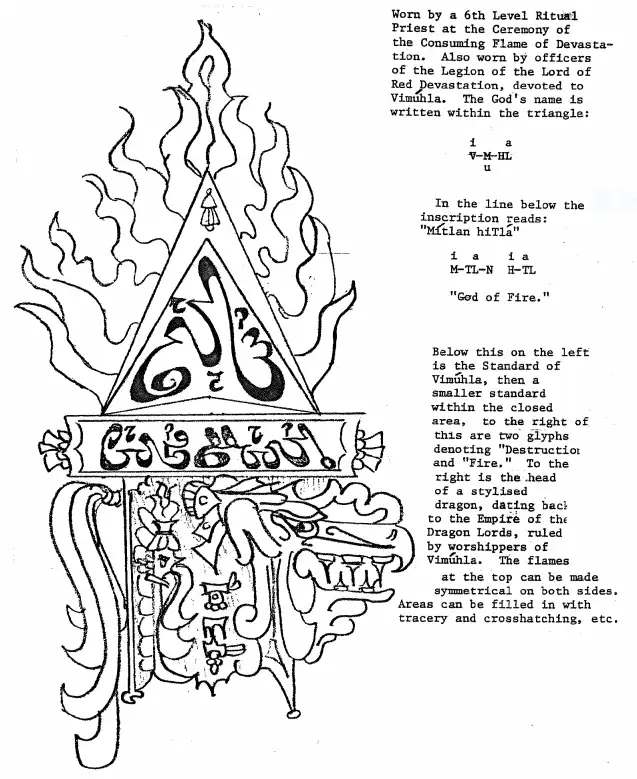 Worn by a 6th Level Ritual
Priest at the Ceremony of
the Consuming Flame of Devasta-
tion. Also worn by officers
of the Legion of the Lord of
Red Devastation, devoted to
Vimúhla. The God's name is
written within the triangle:
i a
V-M-HL
u
In the line below the
inscription reads:
"Mítlan hiTlá"
i a i a
M-TL-N H-TL
"God of Fire."
Below this on the left
is the Standard of
Vimúhla, then a
smaller standard
within the closed
area, to the right of
this are two glyphs
denoting "Destructio
and "Fire." To the
right is the head
of a stylised
dragon, dating bac
to the Empire of the
Dragon Lords, ruled
by worshippers of
Vimúhla. The flames
at the top can be made
symmetrical on both sides.
Areas can be filled in with
tracery and crosshatching, etc.